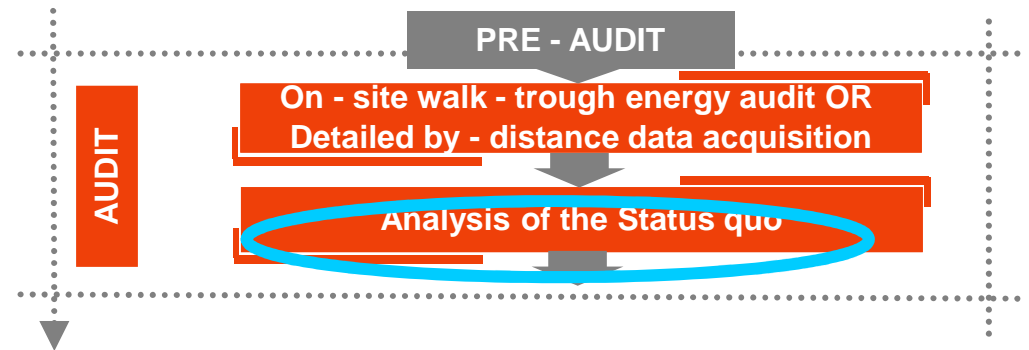 PRE - AUDIT
On - site walk - trough energy audit OR
Detailed by - distance data acquisition
AUDIT
Analysis of the Status quo